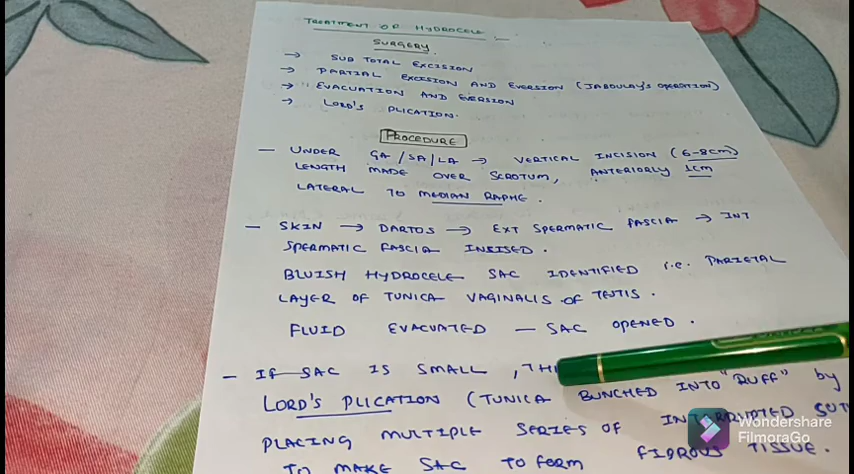 TREATMENT OF HYDROCELE :-
SURGERY
→ SUB TOTAL EXCISION
→ PARTIAL EXCISION AND EVERSION (JABOULAY'S OPERATION)
→ EVACUATION AND EVERSION
→ LORD'S PLICATION.
PROCEDURE
— UNDER GA/SA/LA → VERTICAL INCISION (6-8cm)
LENGTH MADE OVER SCROTUM, ANTERIORLY 1cm
LATERAL TO MEDIAN RAPHE.
— SKIN → DARTOS → EXT SPERMATIC FASCIA → INT
SPERMATIC FASCIA INSISED.
BLUISH HYDROCELE SAC IDENTIFIED i.e. PARIETAL
LAYER OF TUNICA VAGINALIS OF TESTIS.
FLUID EVACUATED — SAC OPENED.
— IF SAC IS SMALL, THI
LORD'S PLICATION (TUNICA BUNCHED INTO "RUFF" by
PLACING MULTIPLE SERIES OF INTERRUPTED SUT
TO MAKE SAC TO FORM FIBROUS TISSUE.
Wondershare
FilmoraGo